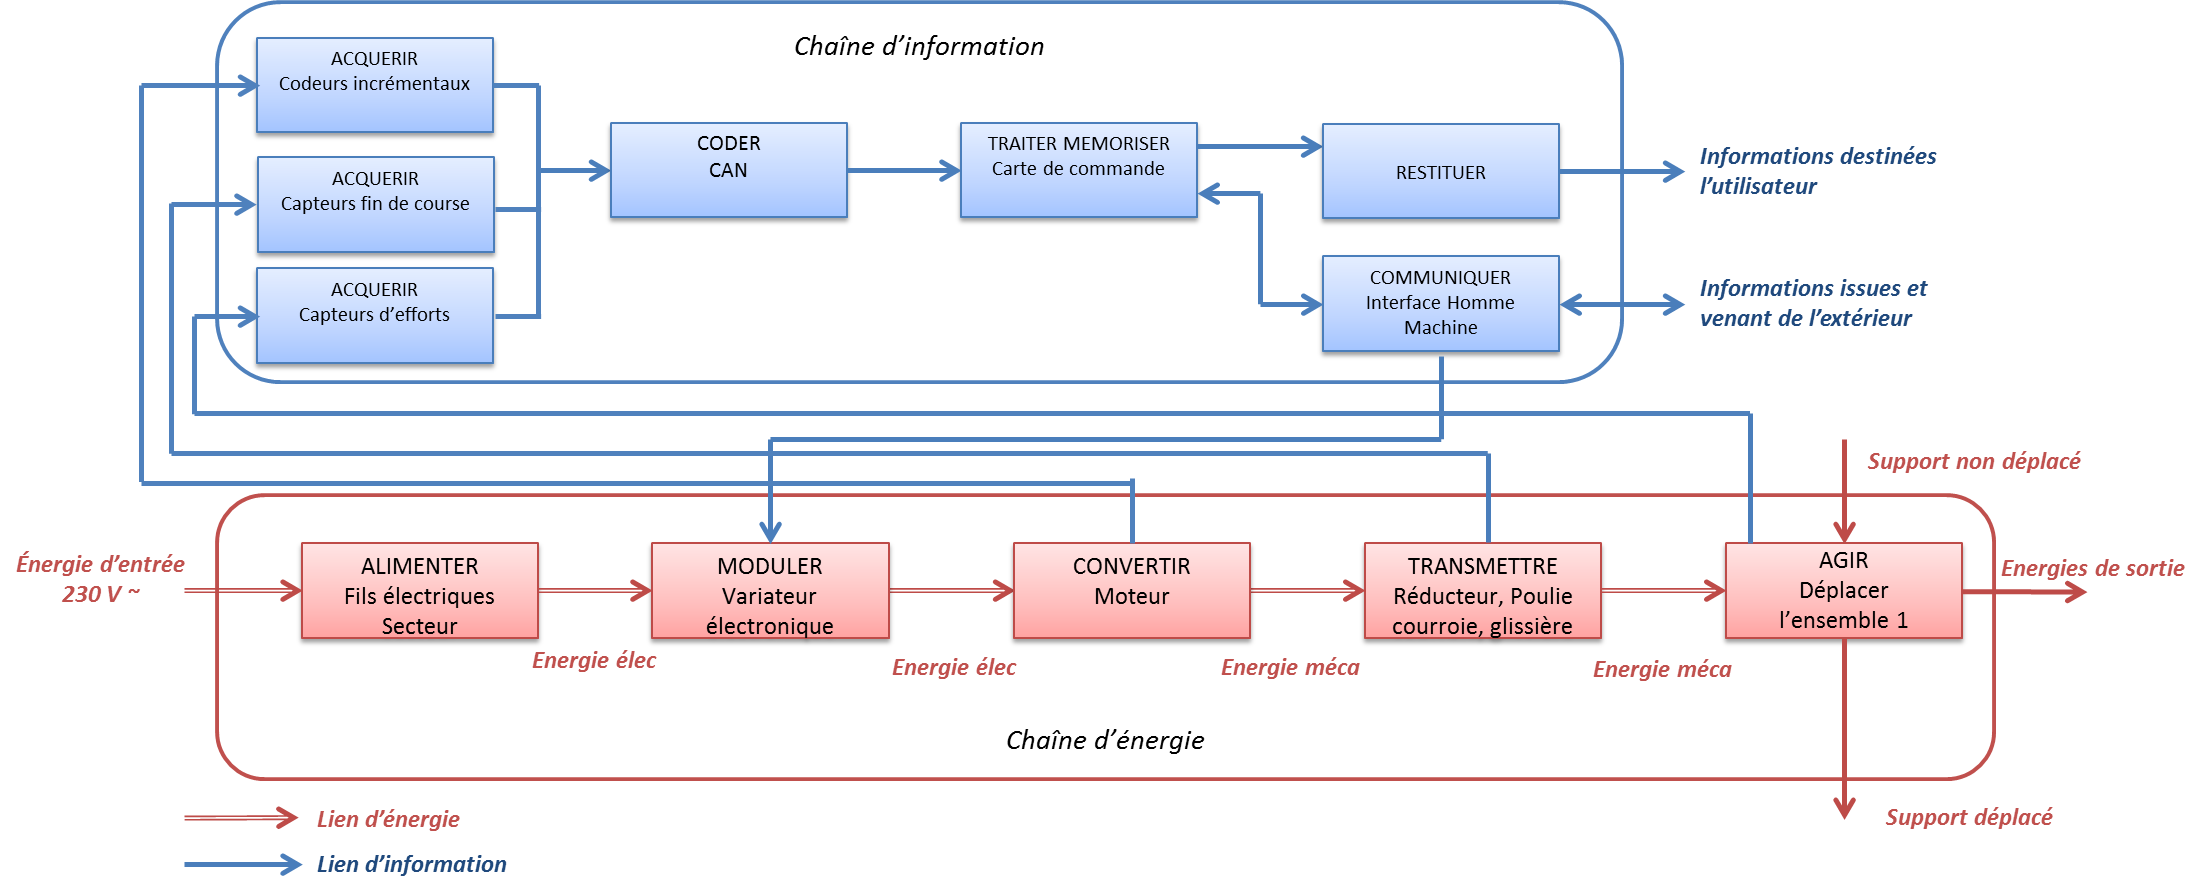 Chaîne d’information
ACQUERIR
Codeurs incrémentaux
ACQUERIR
Capteurs fin de course
ACQUERIR
Capteurs d’efforts
CODER
CAN
TRAITER MEMORISER
Carte de commande
RESTITUER
COMMUNIQUER
Interface Homme
Machine
Informations destinées
l’utilisateur
Informations issues et
venant de l’extérieur
Support non déplacé
Énergie d’entrée
230 V ~
ALIMENTER
Fils électriques
Secteur
Energie élec
MODULER
Variateur
électronique
Energie élec
CONVERTIR
Moteur
Energie méca
TRANSMETTRE
Réducteur, Poulie
courroie, glissière
Energie méca
AGIR
Déplacer
l’ensemble 1
Energies de sortie
Chaîne d’énergie
Support déplacé
Lien d’énergie
Lien d’information